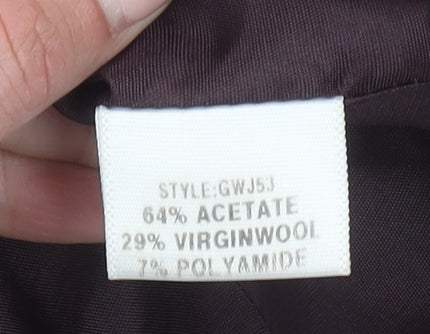 STYLE:GWJ53
64% ACETATE
29% VIRGINWOOL
7% POLYAMIDE